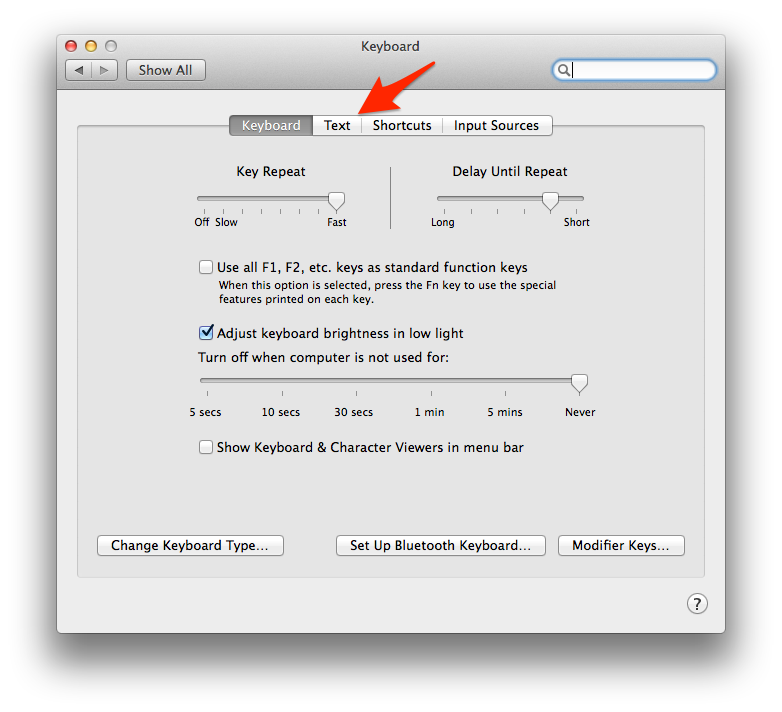 Keyboard
Show All
Keyboard Text Shortcuts Input Sources
Key Repeat Delay Until Repeat
Off Slow Fast Long Short
Use all F1, F2, etc. keys as standard function keys
When this option is selected, press the Fn key to use the special
features printed on each key.
Adjust keyboard brightness in low light
Turn off when computer is not used for:
5 secs 10 secs 30 secs 1 min 5 mins Never
Show Keyboard & Character Viewers in menu bar
Change Keyboard Type... Set Up Bluetooth Keyboard... Modifier Keys...
?